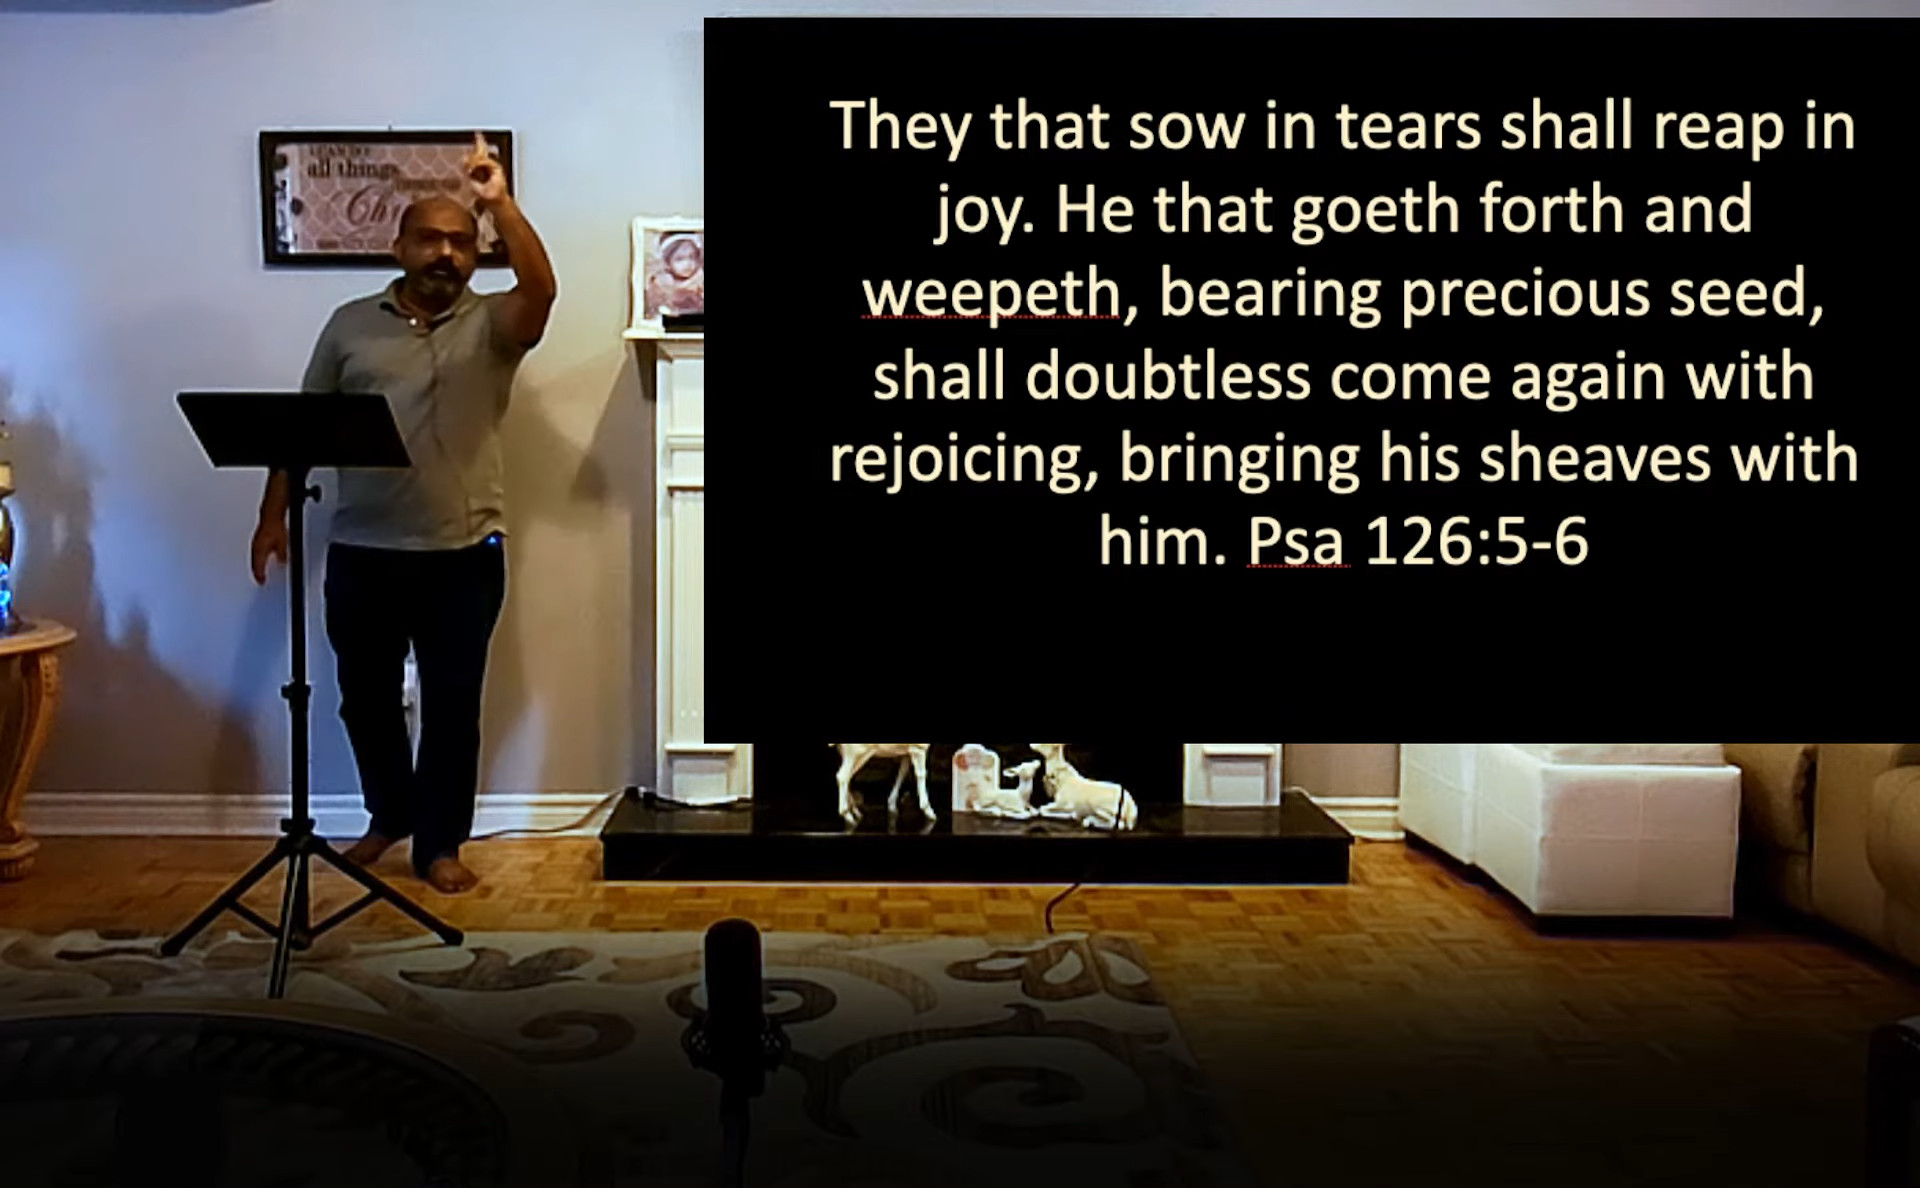 all things
They that sow in tears shall reap in
joy. He that goeth forth and
weepeth, bearing precious seed,
shall doubtless come again with
rejoicing, bringing his sheaves with
him. Psa 126:5-6